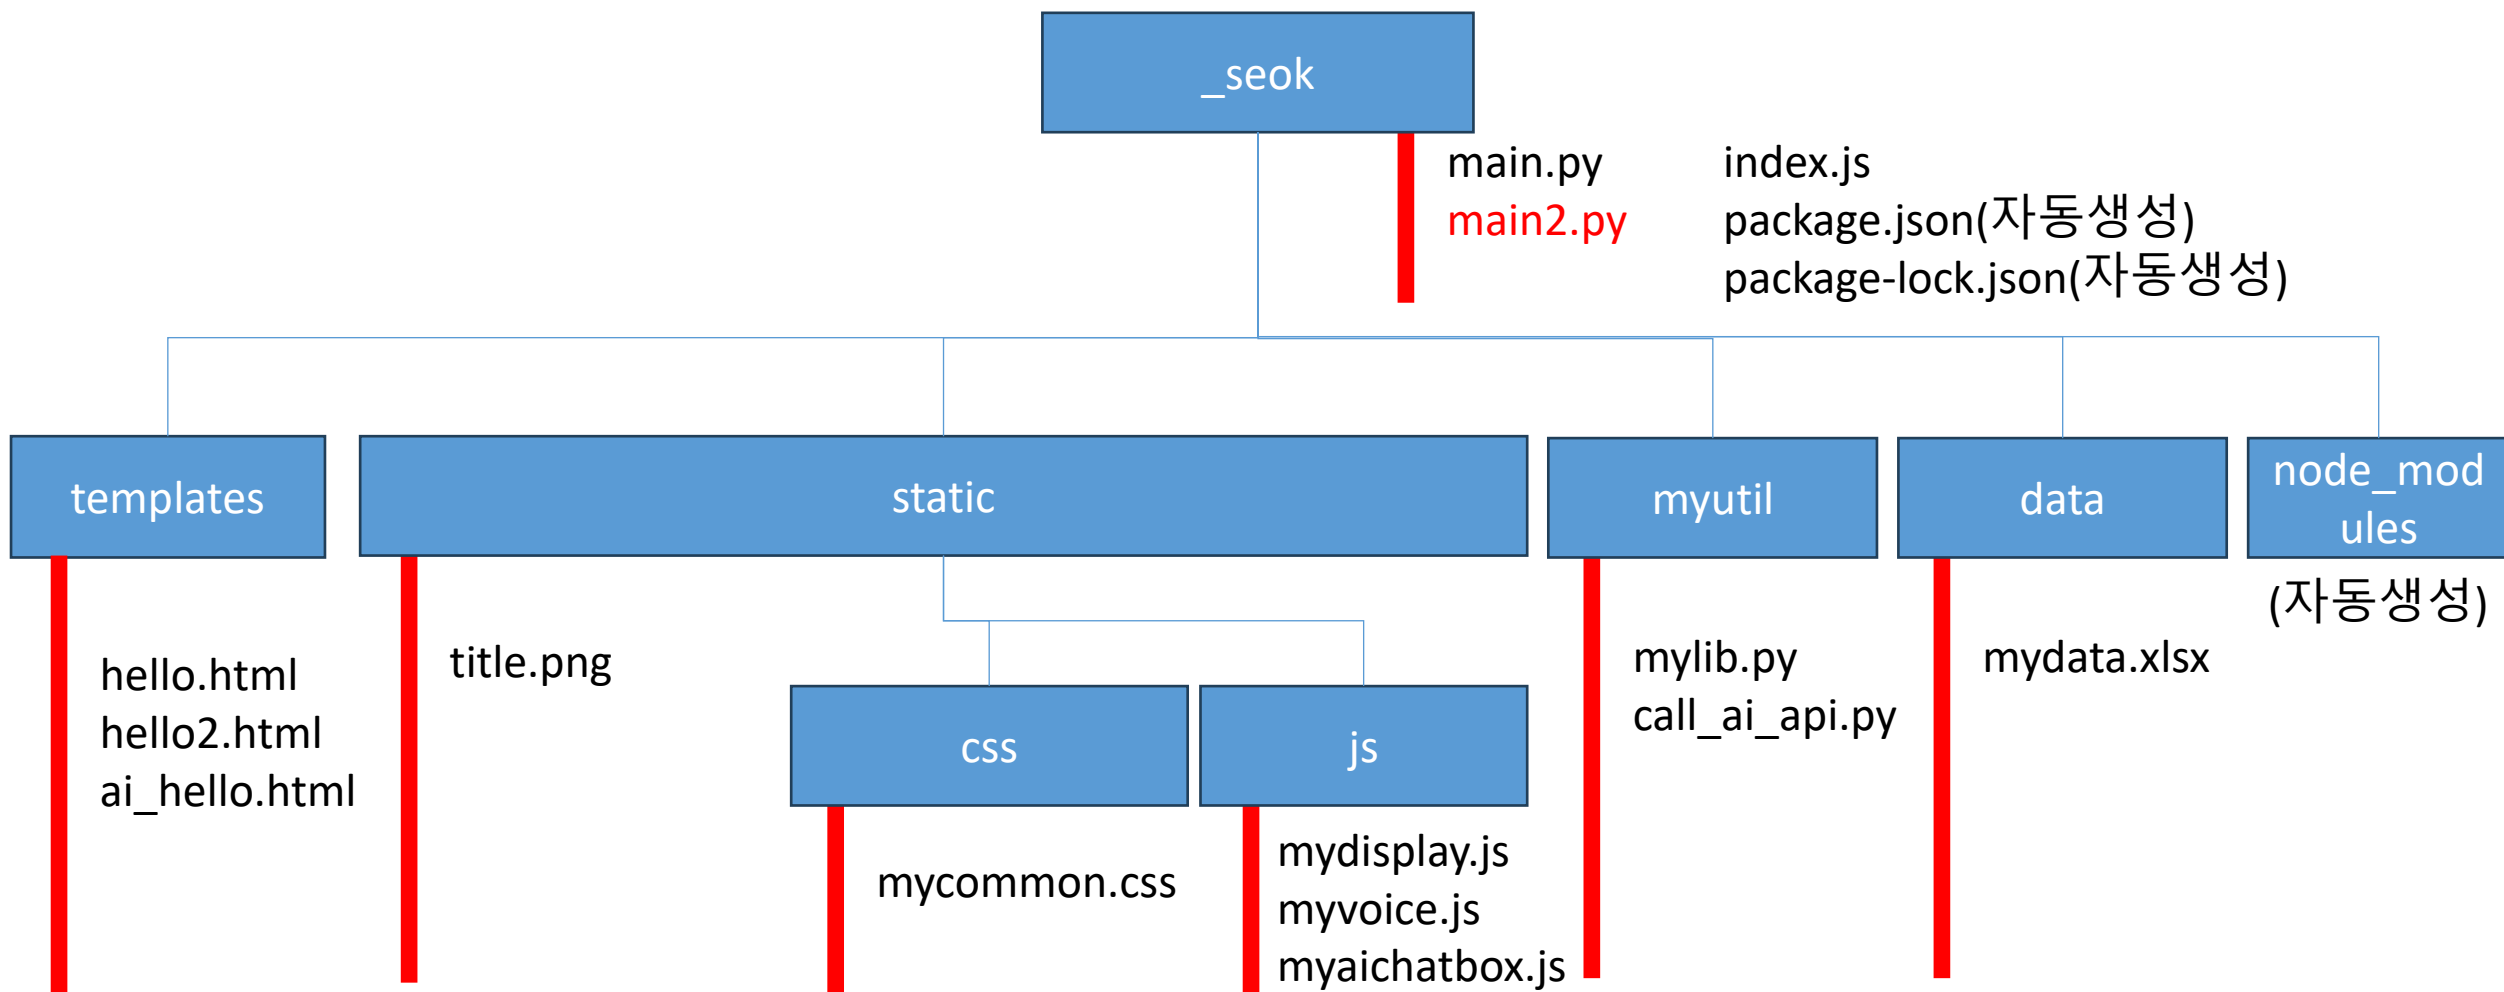 _seok
main.py
main2.py
index.js
package.json(자동생성)
package-lock.json(자동생성)
templates
static
myutil
data
node_mod
ules
(자동생성)
hello.html
hello2.html
ai_hello.html
title.png
css
js
mycommon.css
mydisplay.js
myvoice.js
myaichatbox.js
mylib.py
call_ai_api.py
mydata.xlsx